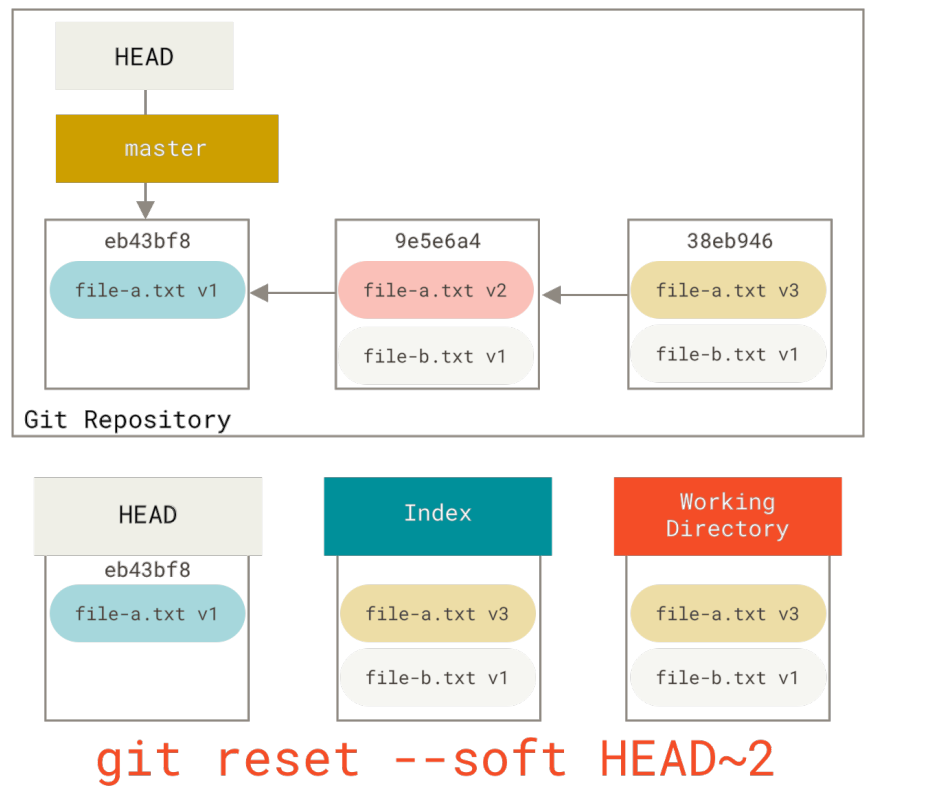 HEAD
master
eb43bf8
9e5e6a4
38eb946
file-a.txt v1
file-a.txt v2
file-a.txt v3
file-b.txt v1
file-b.txt v1
Git Repository
HEAD
Index
Working
Directory
eb43bf8
file-a.txt v1
file-a.txt v3
file-a.txt v3
file-b.txt v1
file-b.txt v1
git reset --soft HEAD~2